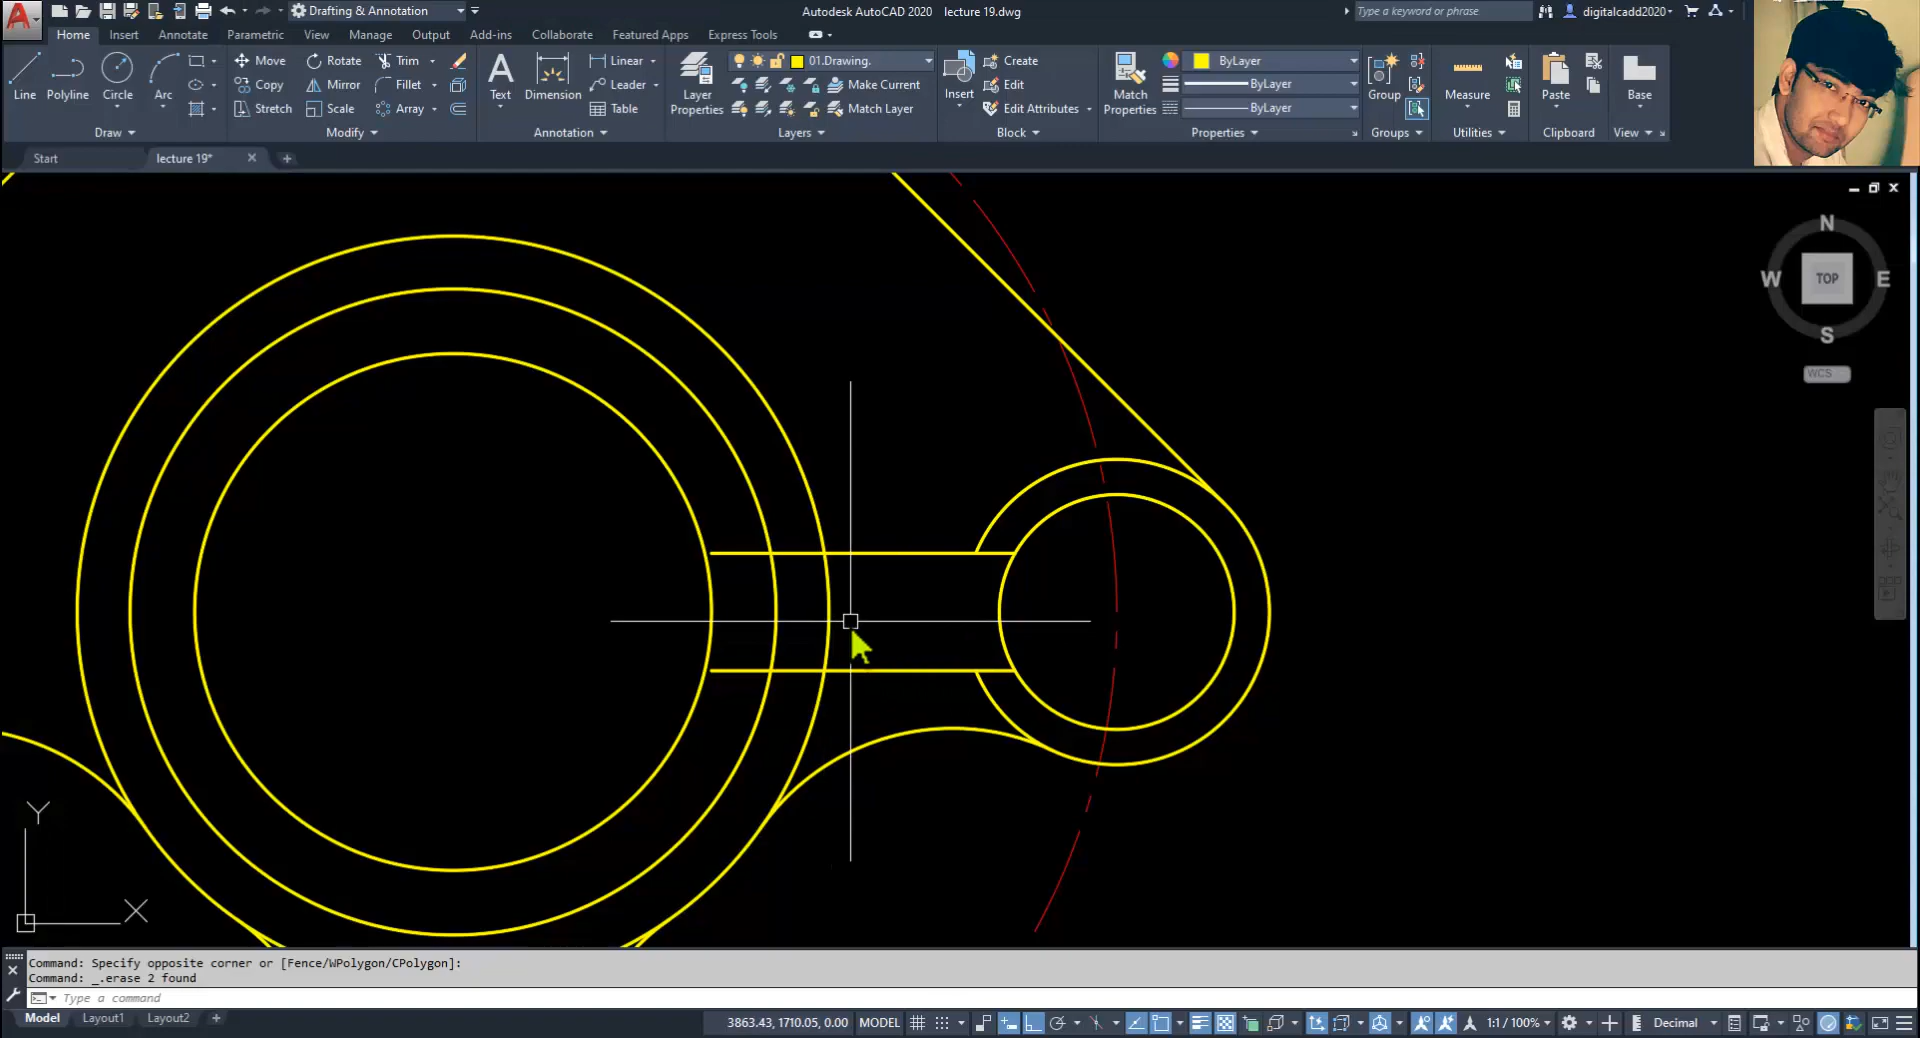 Drafting & Annotation
Autodesk AutoCAD 2020 lecture 19.dwg
Type a keyword or phrase
digitalcadd2020
Home Insert Annotate Parametric View Manage Output Add-ins Collaborate Featured Apps Express Tools
Line Polyline Circle Arc
Move Rotate Trim
Copy Mirror Fillet
Stretch Scale Array
Text Dimension
Linear
Leader
Table
Layer Properties
01.Drawing.
Make Current
Match Layer
Insert
Create
Edit
Edit Attributes
Match Properties
ByLayer
ByLayer
ByLayer
Group
Measure
Paste
Base
Draw Modify Annotation Layers Block Properties Groups Utilities Clipboard View
Start lecture 19*
N
W TOP E
S
WCS
Y
X
Command: Specify opposite corner or [Fence/WPolygon/CPolygon]:
Command: _.erase 2 found
Type a command
Model Layout1 Layout2 +
3863.43, 1710.05, 0.00 MODEL 1:1 / 100% Decimal